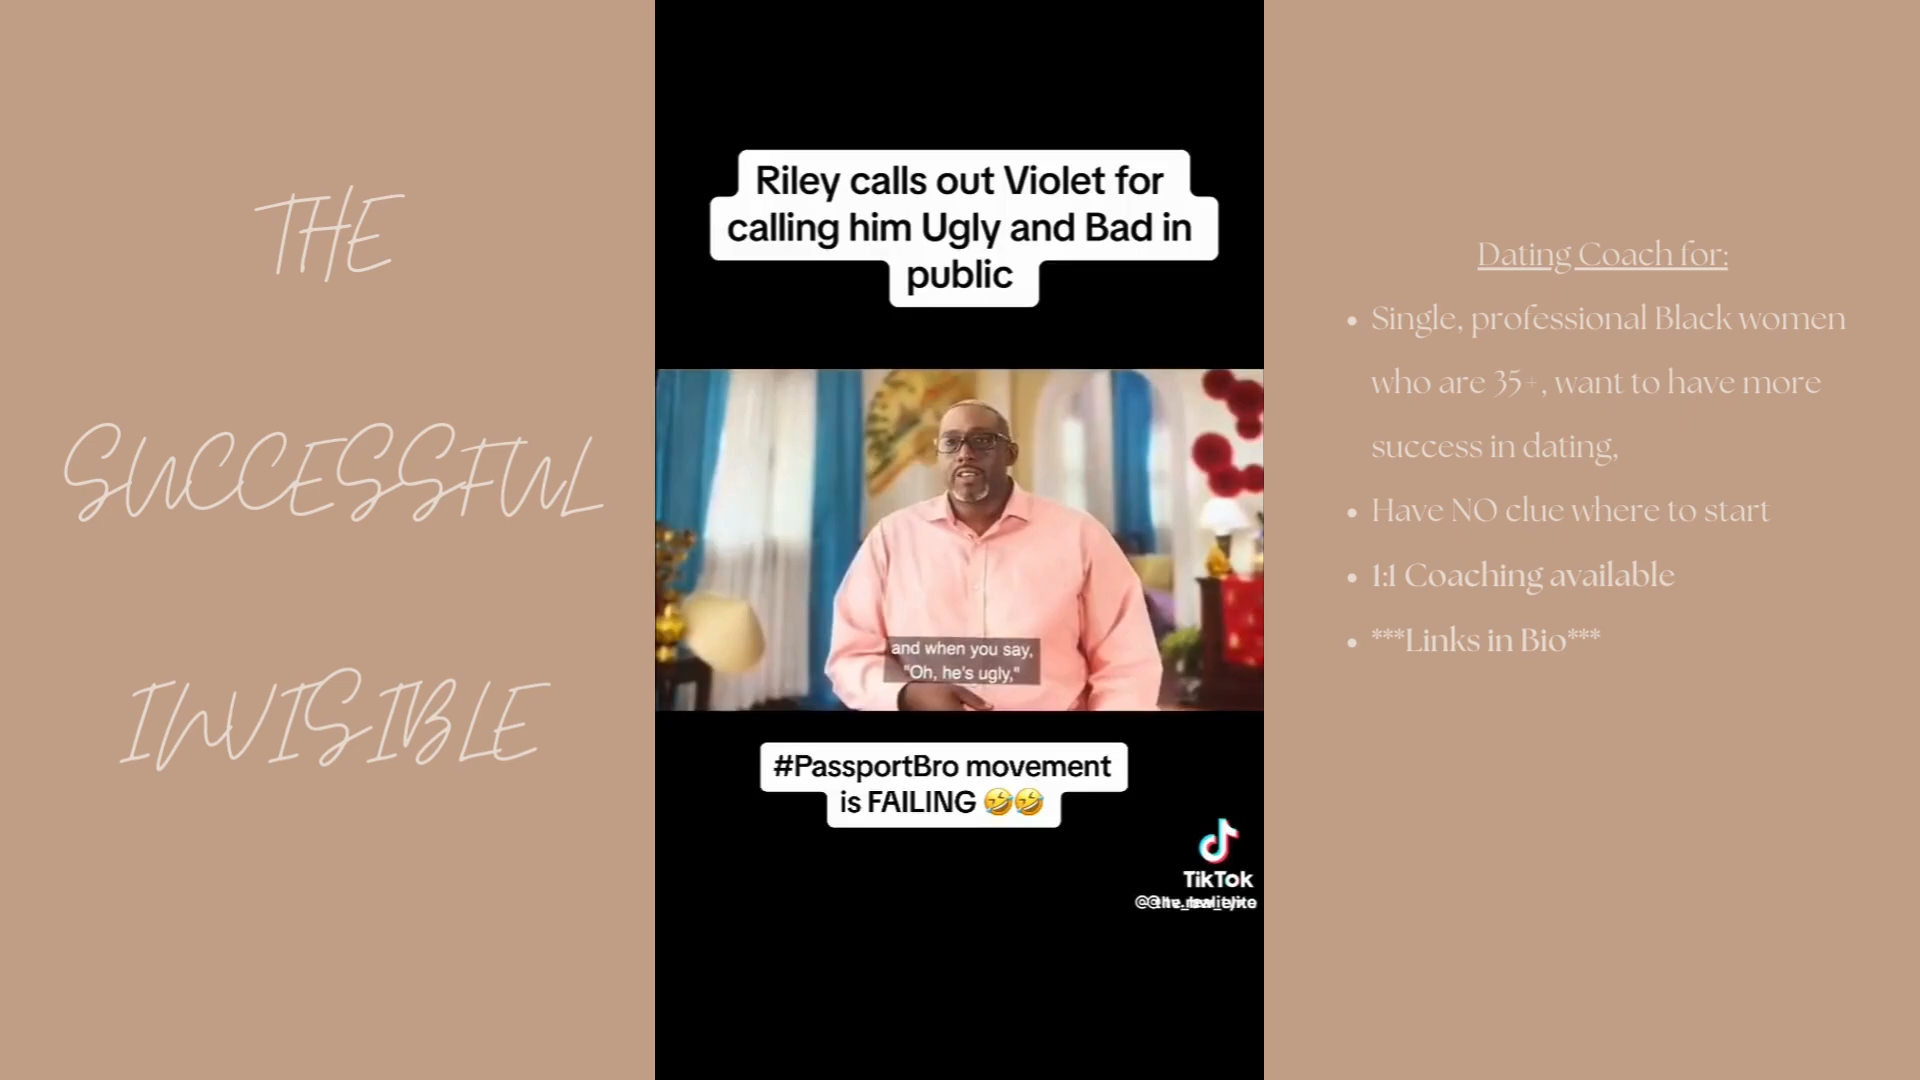 THE
SUCCESSFUL
INVISIBLE
Riley calls out Violet for
calling him Ugly and Bad in
public
and when you say,
"Oh, he's ugly,"
#PassportBro movement
is FAILING 🤣🤣
TikTok
Dating Coach for:
• Single, professional Black women
who are 35+, want to have more
success in dating,
• Have NO clue where to start
• 1:1 Coaching available
• ***Links in Bio***